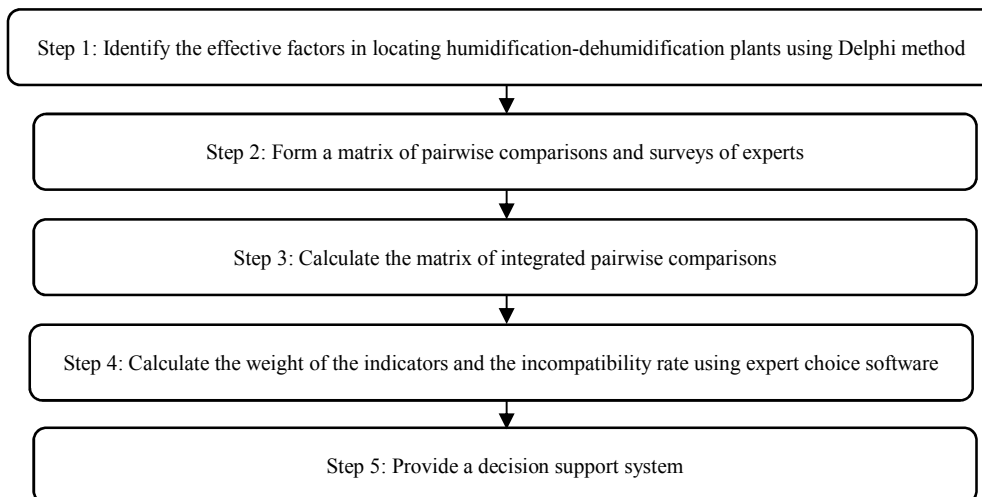 Step 1: Identify the effective factors in locating humidification-dehumidification plants using Delphi method
Step 2: Form a matrix of pairwise comparisons and surveys of experts
Step 3: Calculate the matrix of integrated pairwise comparisons
Step 4: Calculate the weight of the indicators and the incompatibility rate using expert choice software
Step 5: Provide a decision support system